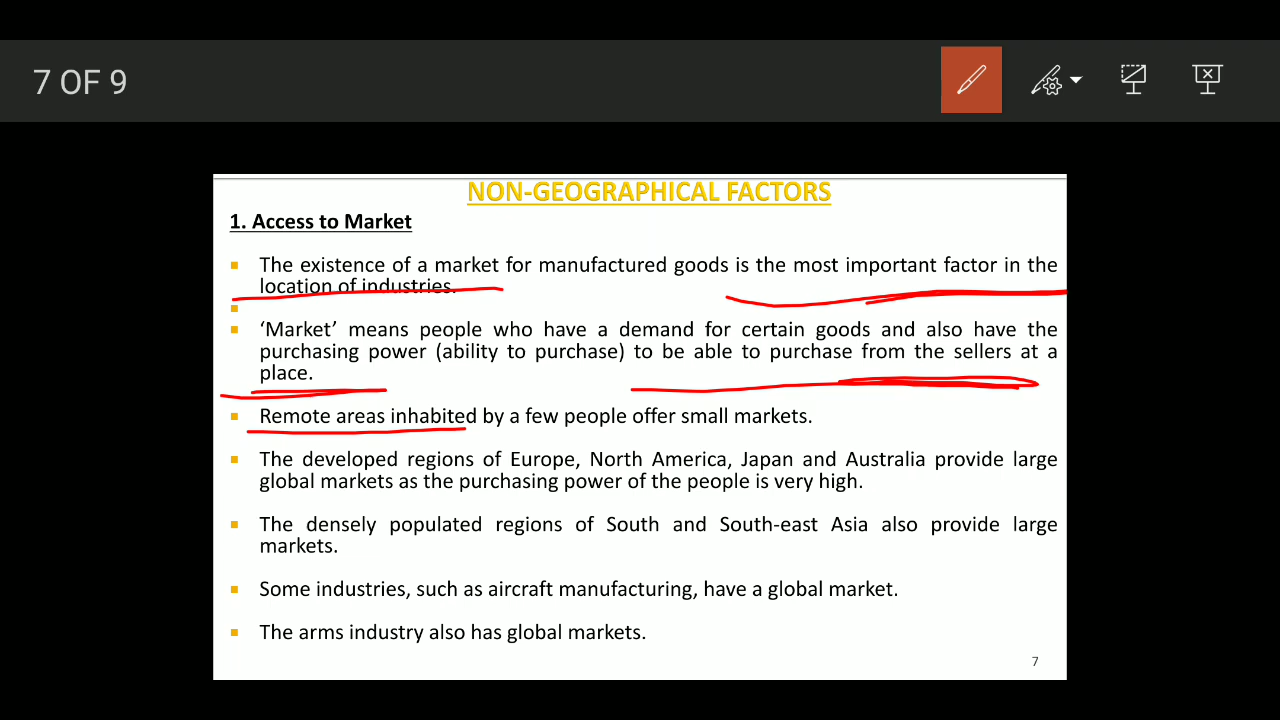 7 OF 9
NON-GEOGRAPHICAL FACTORS
1. Access to Market
The existence of a market for manufactured goods is the most important factor in the
location of industries.
‘Market’ means people who have a demand for certain goods and also have the
purchasing power (ability to purchase) to be able to purchase from the sellers at a
place.
Remote areas inhabited by a few people offer small markets.
The developed regions of Europe, North America, Japan and Australia provide large
global markets as the purchasing power of the people is very high.
The densely populated regions of South and South-east Asia also provide large
markets.
Some industries, such as aircraft manufacturing, have a global market.
The arms industry also has global markets.
7